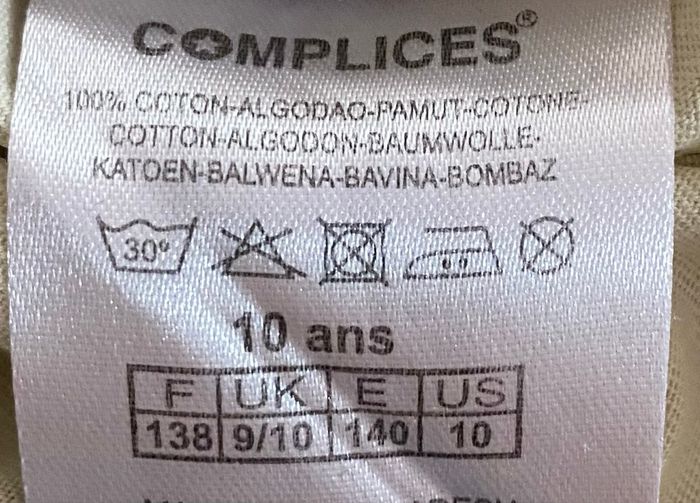 COMPLICES®
100% COTON-ALGODAO-PAMUT-COTONE-
COTTON-ALGODON-BAUMWOLLE-
KATOEN-BALWENA-BAVINA-BOMBAZ
30°
10 ans
F UK E US
138 9/10 140 10